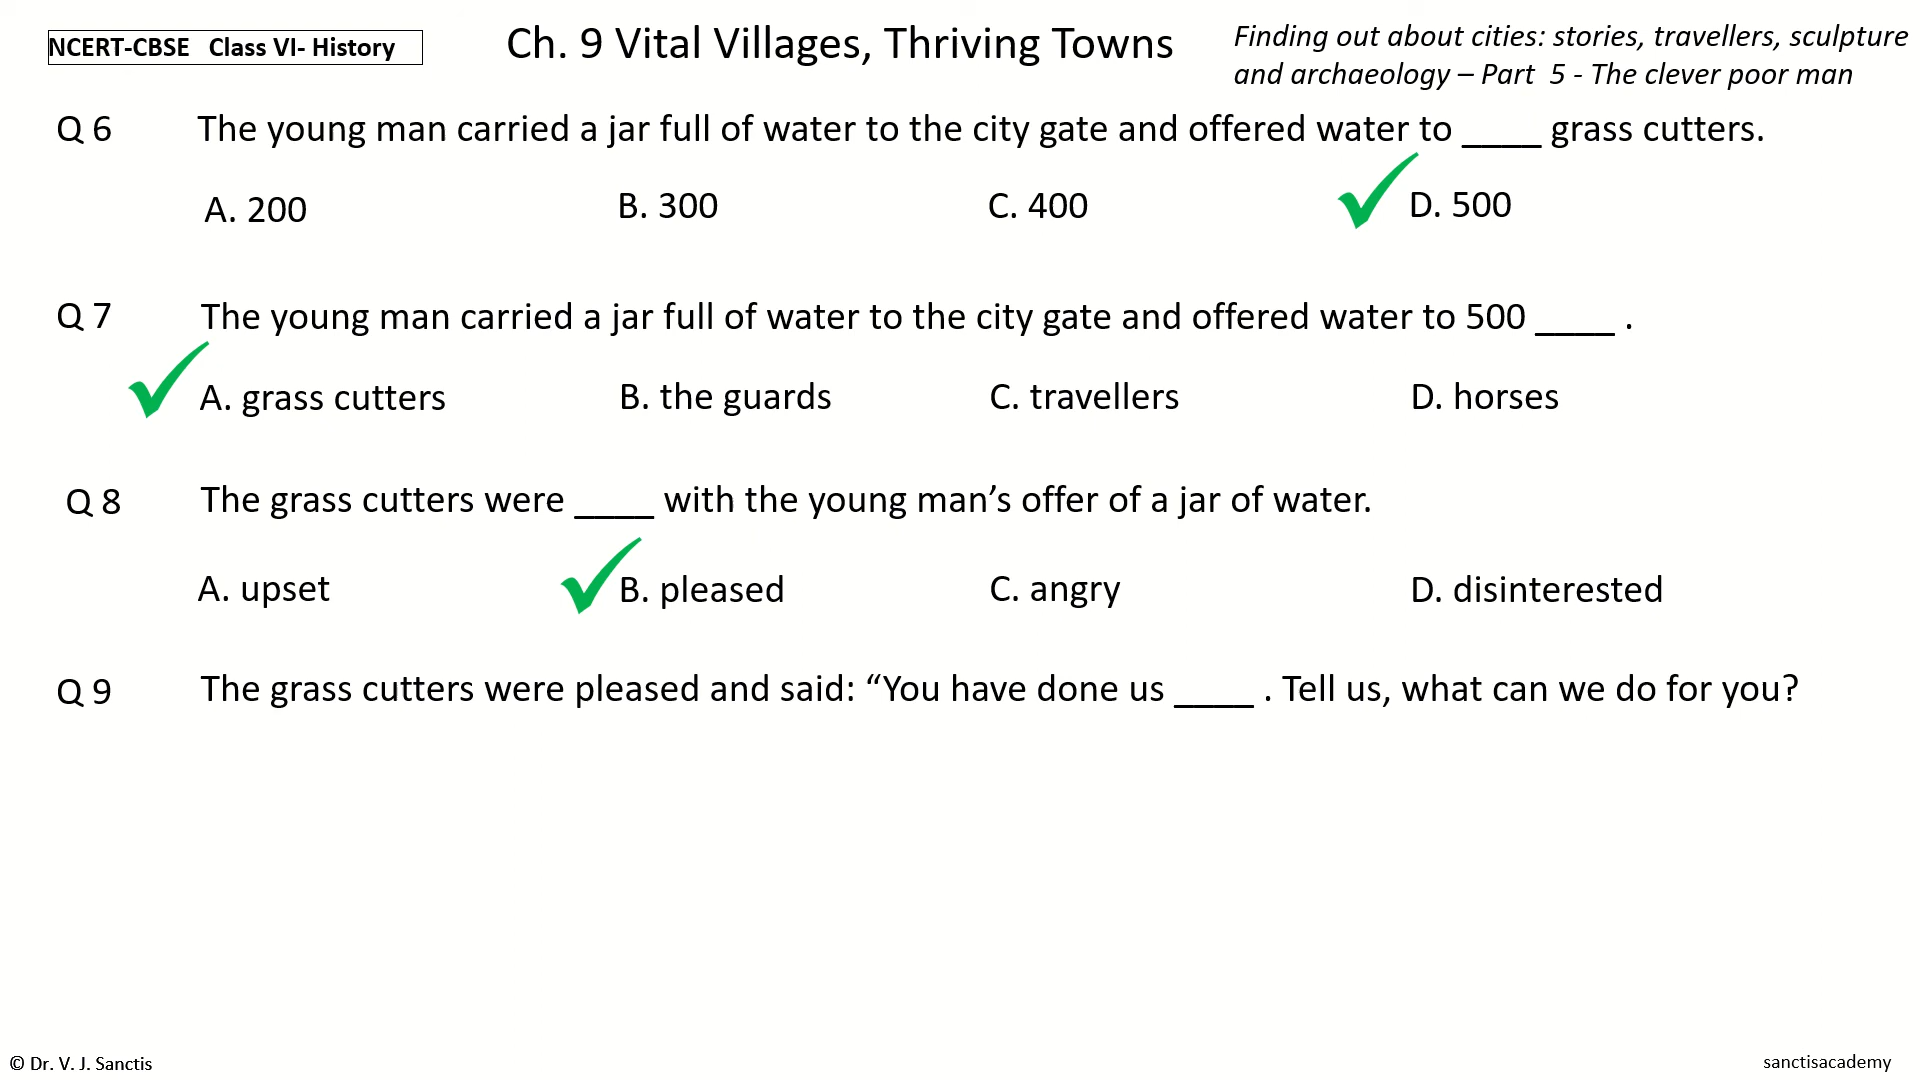 NCERT-CBSE Class VI- History
Ch. 9 Vital Villages, Thriving Towns
Finding out about cities: stories, travellers, sculpture
and archaeology – Part 5 - The clever poor man
Q 6 The young man carried a jar full of water to the city gate and offered water to ____ grass cutters.
A. 200 B. 300 C. 400 D. 500
Q 7 The young man carried a jar full of water to the city gate and offered water to 500 ____ .
A. grass cutters B. the guards C. travellers D. horses
Q 8 The grass cutters were ____ with the young man’s offer of a jar of water.
A. upset B. pleased C. angry D. disinterested
Q 9 The grass cutters were pleased and said: “You have done us ____ . Tell us, what can we do for you?
© Dr. V. J. Sanctis
sanctisacademy